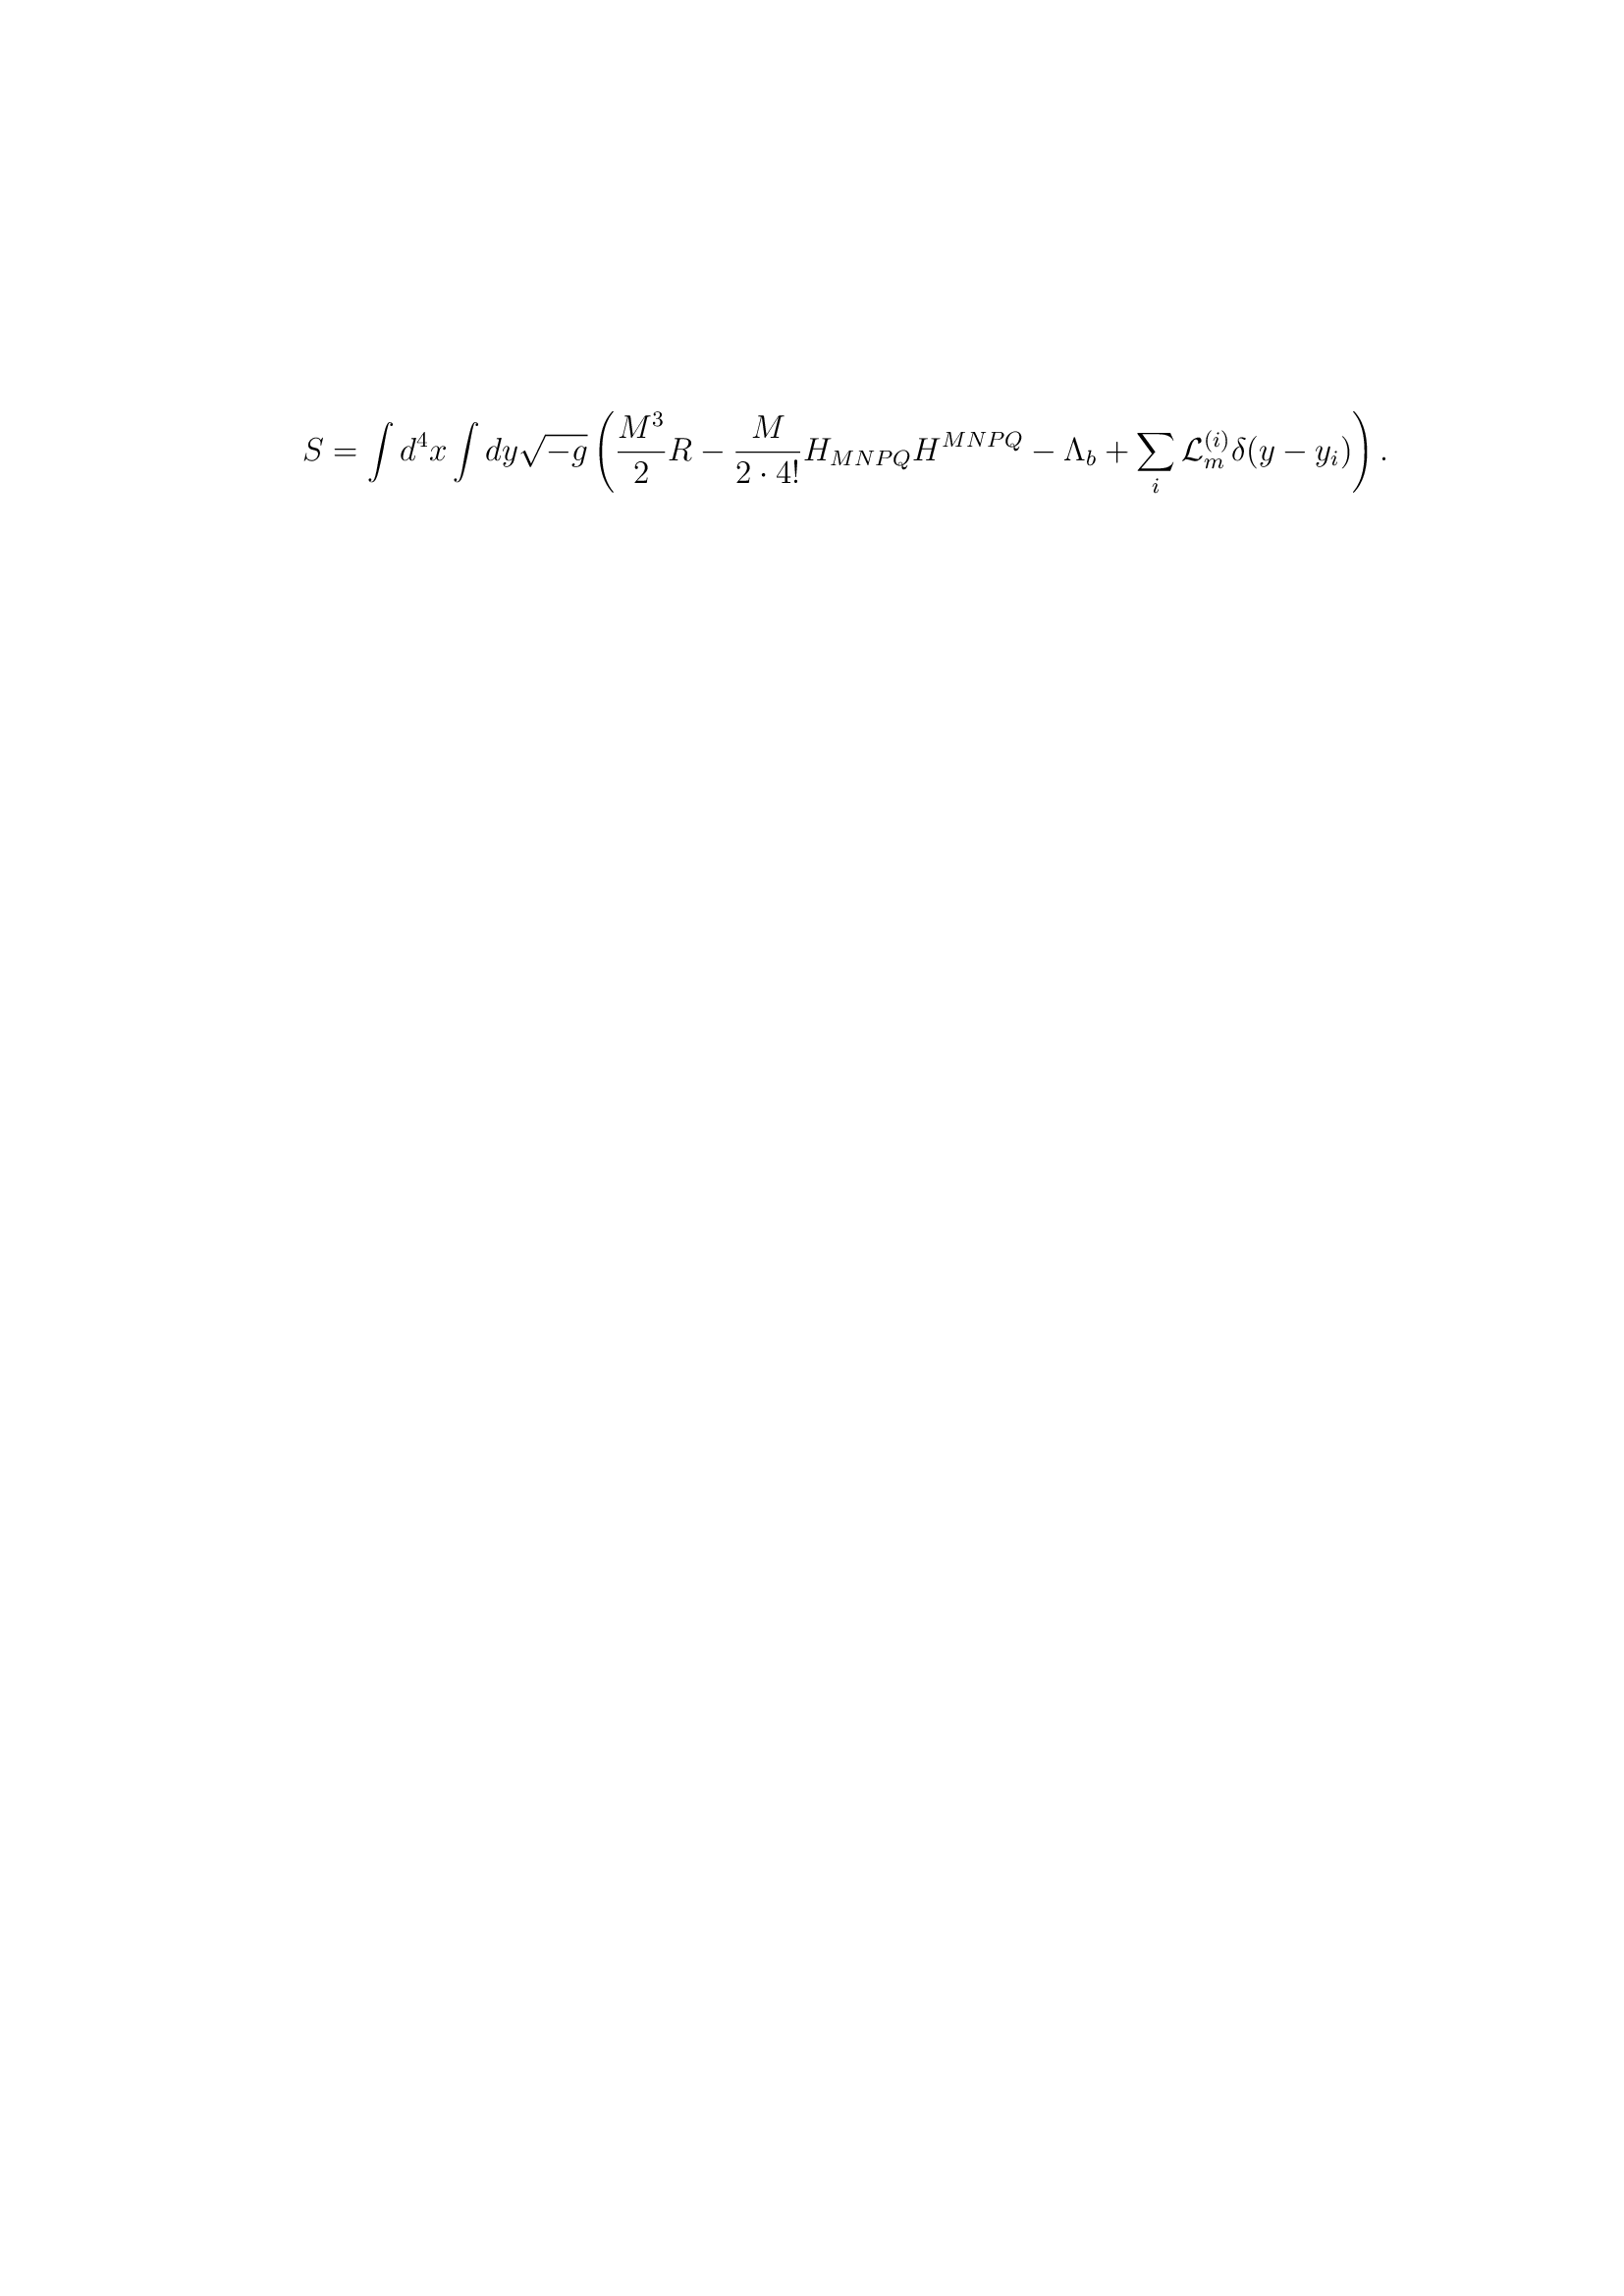 $$S = \int d^4x \int dy \sqrt{-g} \left( \frac{M^3}{2} R - \frac{M}{2 \cdot 4!} H_{MNPQ} H^{MNPQ} - \Lambda_b + \sum_i \mathcal{L}_m^{(i)} \delta(y - y_i) \right).$$